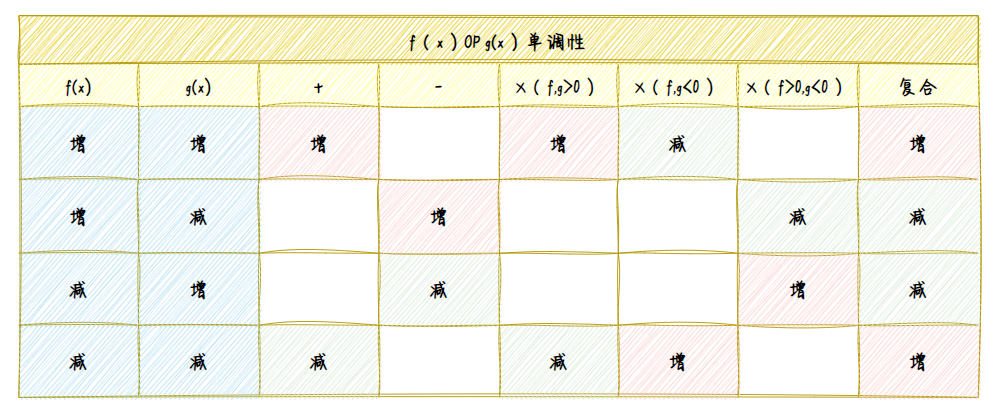 f（x）OP g(x）单调性
f(x) g(x) + - ×（f,g>0） ×（f,g<0） ×（f>0,g<0） 复合
增 增 增 增 减 增
增 减 增 减 减
减 增 减 增 减
减 减 减 减 增 增